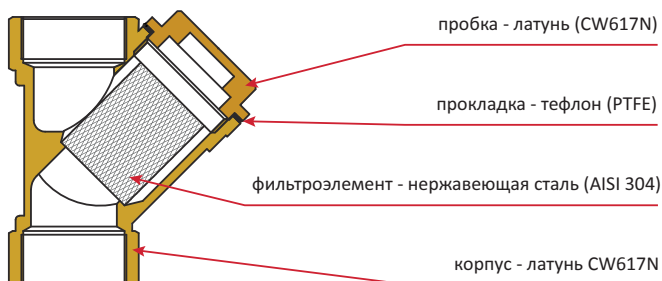 пробка - латунь (CW617N)
прокладка - тефлон (PTFE)
фильтроэлемент - нержавеющая сталь (AISI 304)
корпус - латунь CW617N